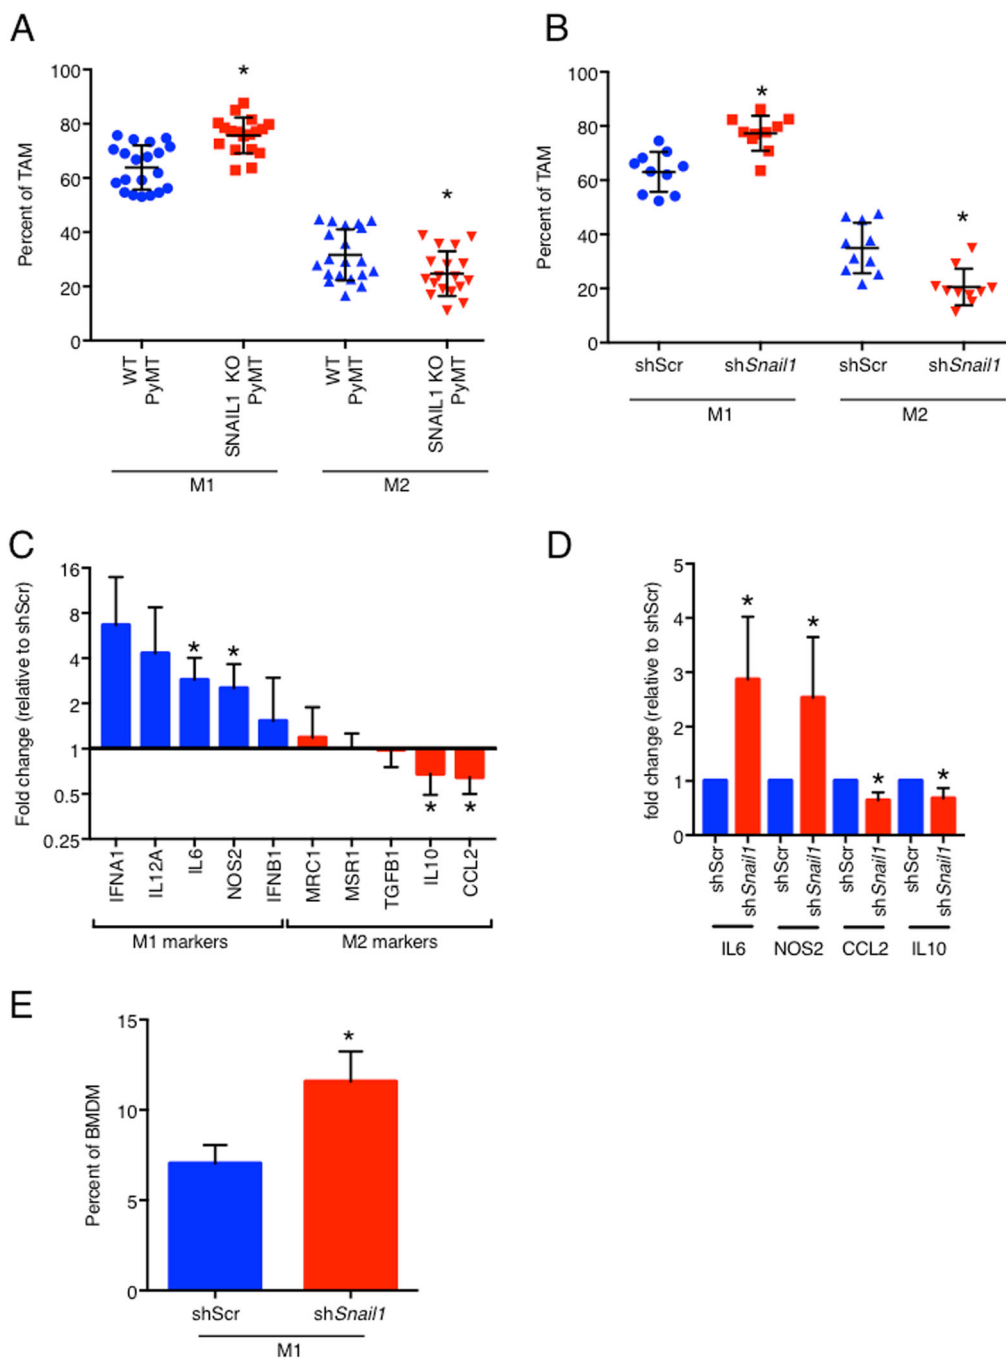 A
Percent of TAM
100
80
60
40
20
0
*
*
WT
PyMT
SNAIL1 KO
PyMT
WT
PyMT
SNAIL1 KO
PyMT
M1
M2
B
Percent of TAM
100
80
60
40
20
0
*
*
shScr
shSnail1
shScr
shSnail1
M1
M2
C
Fold change (relative to shScr)
16
8
4
2
1
0.5
0.25
*
*
*
*
IFNA1
IL12A
IL6
NOS2
IFNB1
MRC1
MSR1
TGFB1
IL10
CCL2
M1 markers
M2 markers
D
fold change (relative to shScr)
5
4
3
2
1
0
*
*
*
*
shScr
shSnail1
shScr
shSnail1
shScr
shSnail1
shScr
shSnail1
IL6
NOS2
CCL2
IL10
E
Percent of BMDM
15
10
5
0
*
shScr
shSnail1
M1